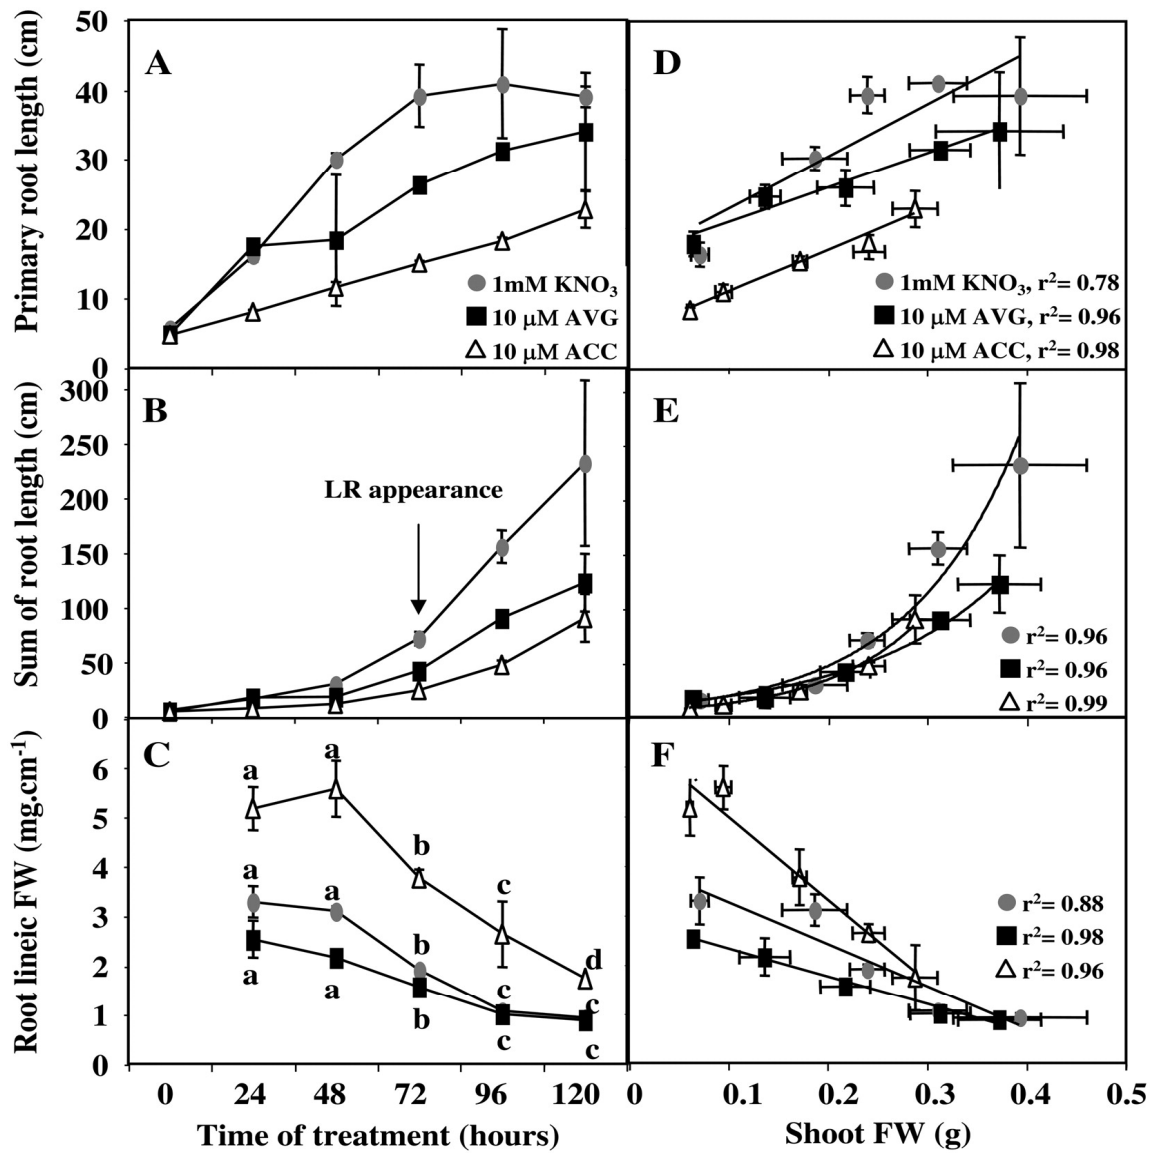 Primary root length (cm)
50
40
30
20
10
0
A
1mM KNO₃
10 μM AVG
10 μM ACC
D
1mM KNO₃, r²= 0.78
10 μM AVG, r²= 0.96
10 μM ACC, r²= 0.98
Sum of root length (cm)
300
250
200
150
100
50
0
B
LR appearance
E
r²= 0.96
r²= 0.96
r²= 0.99
Root lineic FW (mg.cm⁻¹)
6
5
4
3
2
1
0
C
a
a
b
c
d
a
a
b
c
c
a
a
b
c
c
F
r²= 0.88
r²= 0.98
r²= 0.96
0 24 48 72 96 120
Time of treatment (hours)
0 0.1 0.2 0.3 0.4 0.5
Shoot FW (g)